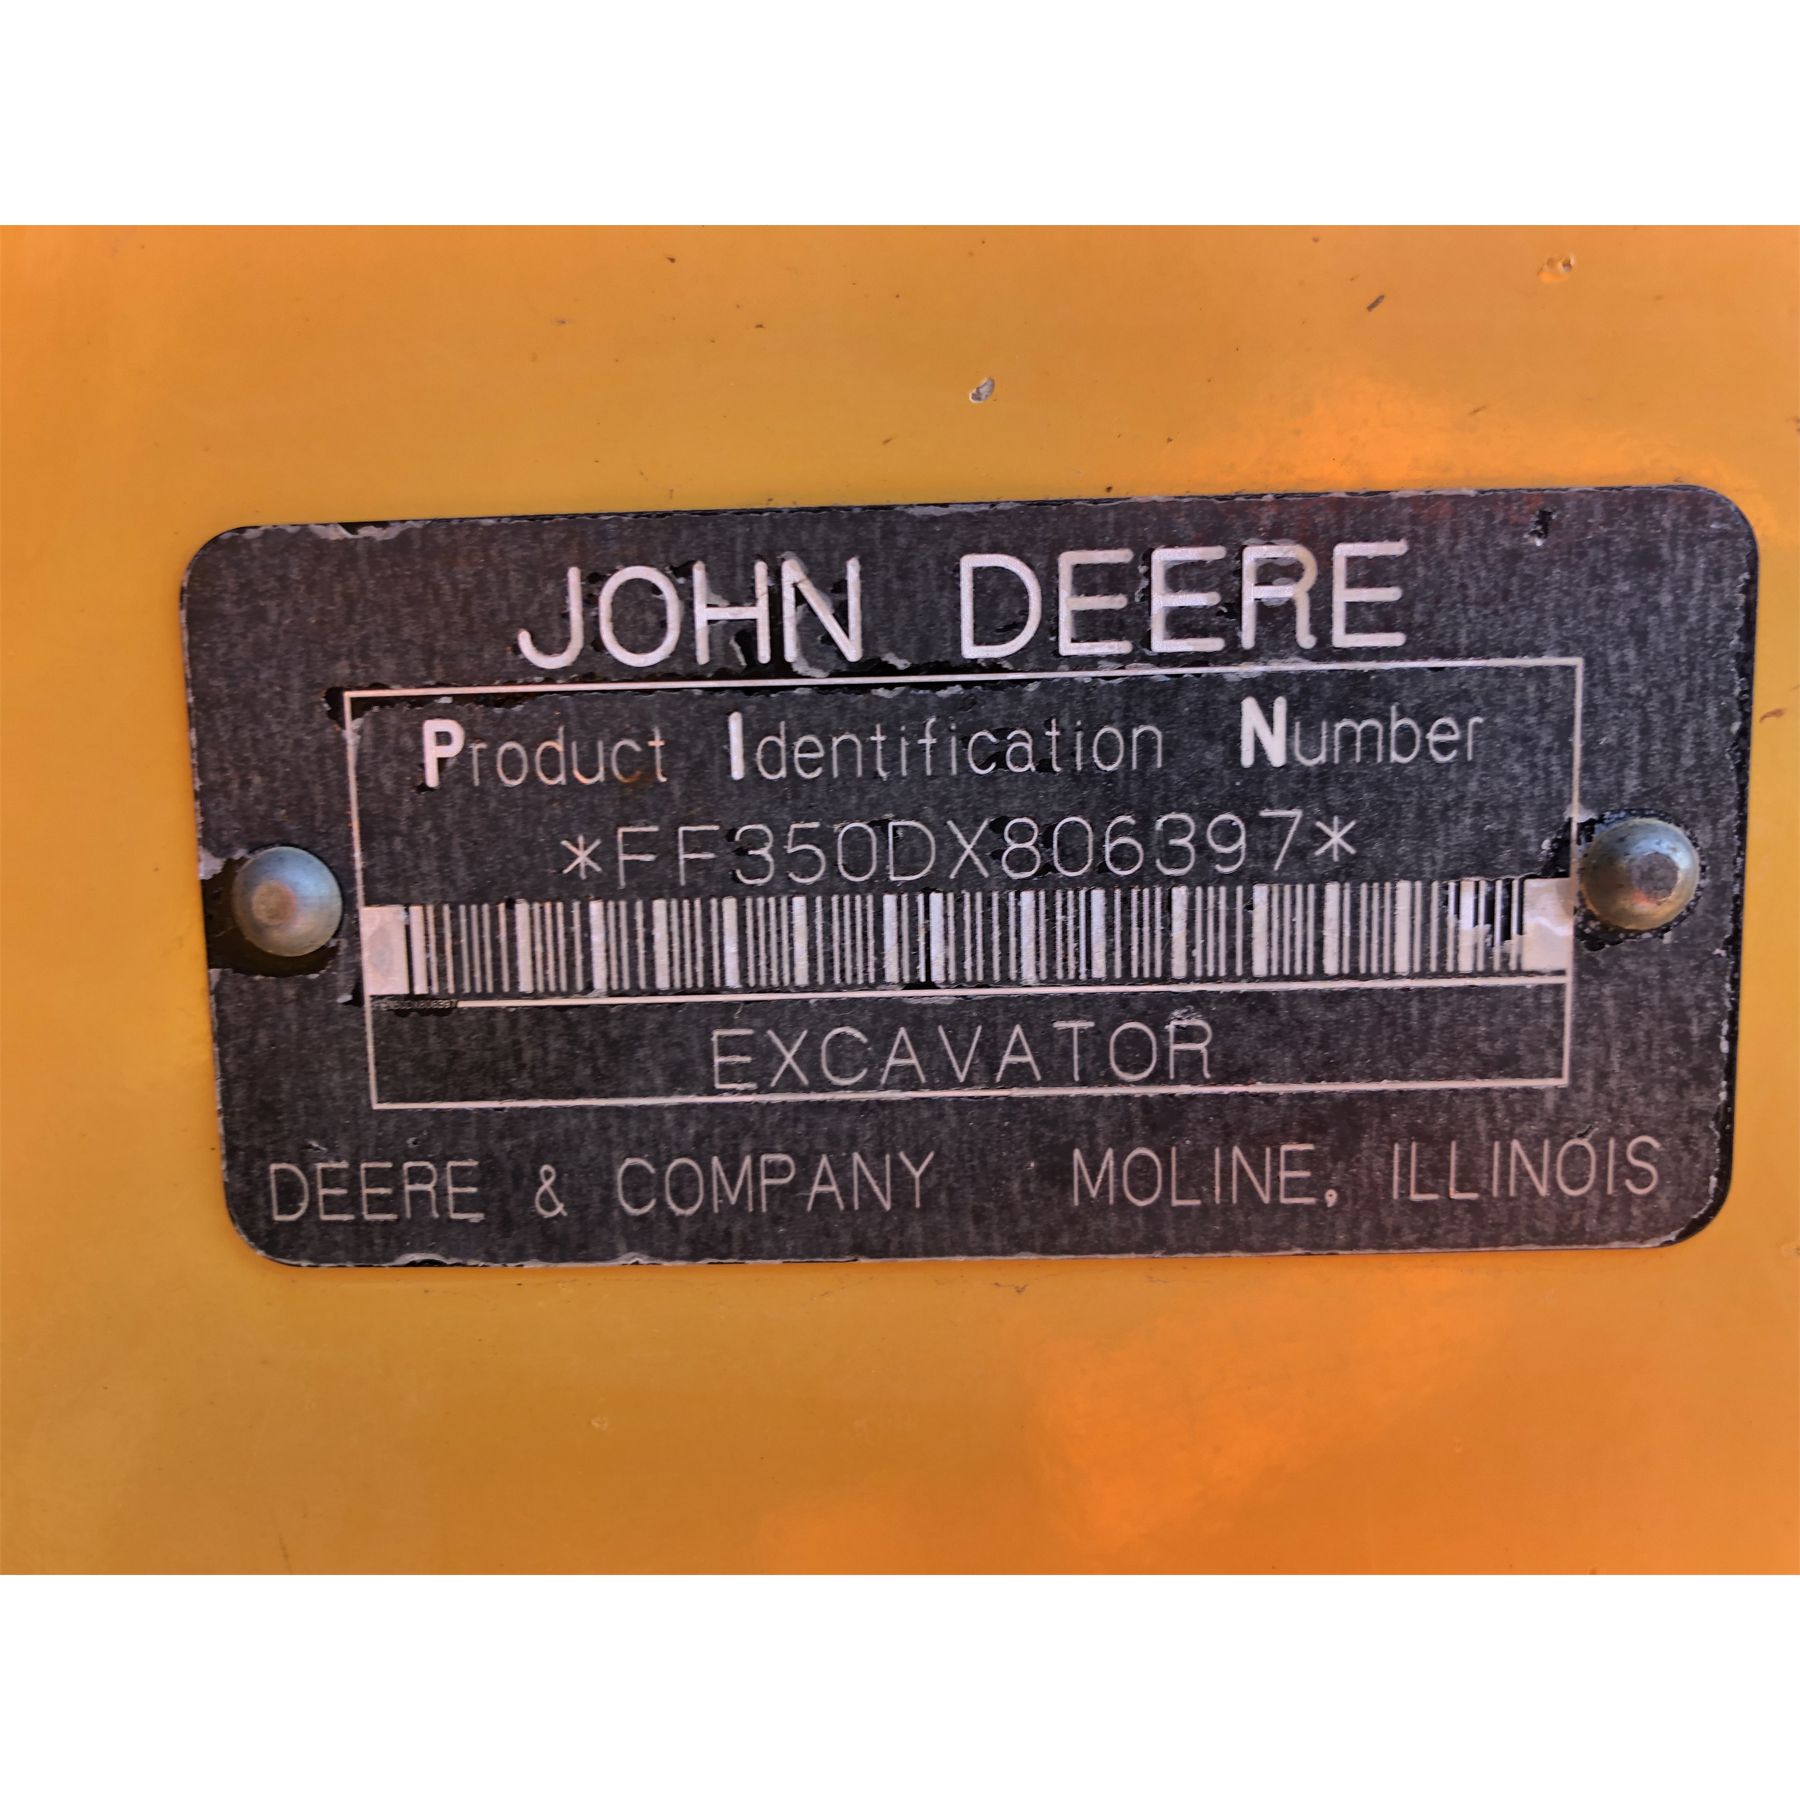 JOHN DEERE
Product Identification Number
*FF350DX806397*
EXCAVATOR
DEERE & COMPANY MOLINE, ILLINOIS